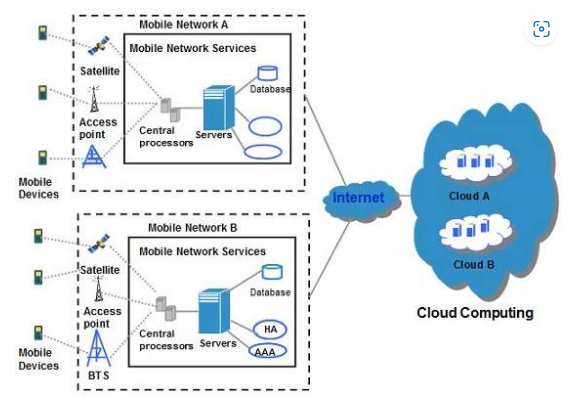 Mobile Network A
Mobile Network Services
Satellite
Database
Access
point
Central
processors
Servers
Mobile
Devices
Mobile Network B
Mobile Network Services
Satellite
Database
Access
point
HA
Central
processors
Servers
AAA
Mobile
Devices
BTS
Internet
Cloud A
Cloud B
Cloud Computing